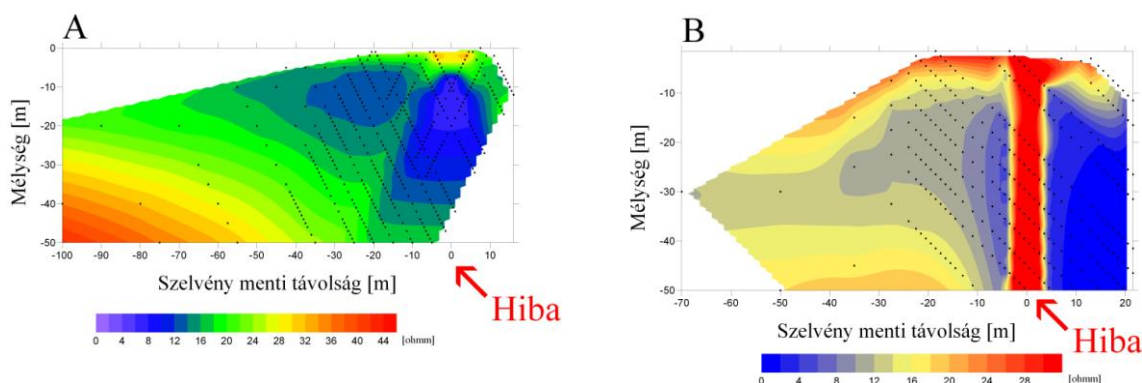 A
Mélység [m]
0
-10
-20
-30
-40
-50
-100 -90 -80 -70 -60 -50 -40 -30 -20 -10 0 10
Szelvény menti távolság [m]
Hiba
0 4 8 12 16 20 24 28 32 36 40 44 [ohmm]
B
Mélység [m]
-10
-20
-30
-40
-50
-70 -60 -50 -40 -30 -20 -10 0 10 20
Szelvény menti távolság [m]
Hiba
0 4 8 12 16 20 24 28 [ohmm]